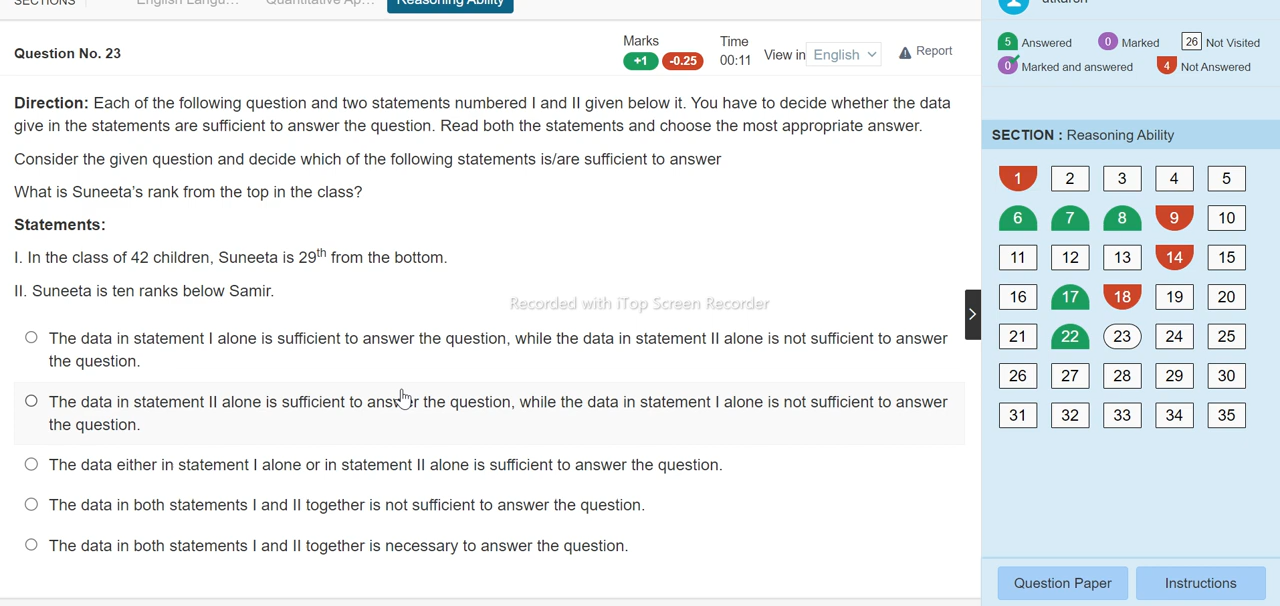 SECTIONS English Langu... Quantitative Ap... Reasoning Ability
Question No. 23
Marks
+1 -0.25
Time
00:11
View in English
Report
Direction: Each of the following question and two statements numbered I and II given below it. You have to decide whether the data
give in the statements are sufficient to answer the question. Read both the statements and choose the most appropriate answer.
Consider the given question and decide which of the following statements is/are sufficient to answer
What is Suneeta's rank from the top in the class?
Statements:
I. In the class of 42 children, Suneeta is 29th from the bottom.
II. Suneeta is ten ranks below Samir.
Recorded with iTop Screen Recorder
The data in statement I alone is sufficient to answer the question, while the data in statement II alone is not sufficient to answer
the question.
The data in statement II alone is sufficient to answer the question, while the data in statement I alone is not sufficient to answer
the question.
The data either in statement I alone or in statement II alone is sufficient to answer the question.
The data in both statements I and II together is not sufficient to answer the question.
The data in both statements I and II together is necessary to answer the question.
utkarsh
5 Answered 0 Marked 26 Not Visited
0 Marked and answered 4 Not Answered
SECTION : Reasoning Ability
1 2 3 4 5
6 7 8 9 10
11 12 13 14 15
16 17 18 19 20
21 22 23 24 25
26 27 28 29 30
31 32 33 34 35
Question Paper Instructions